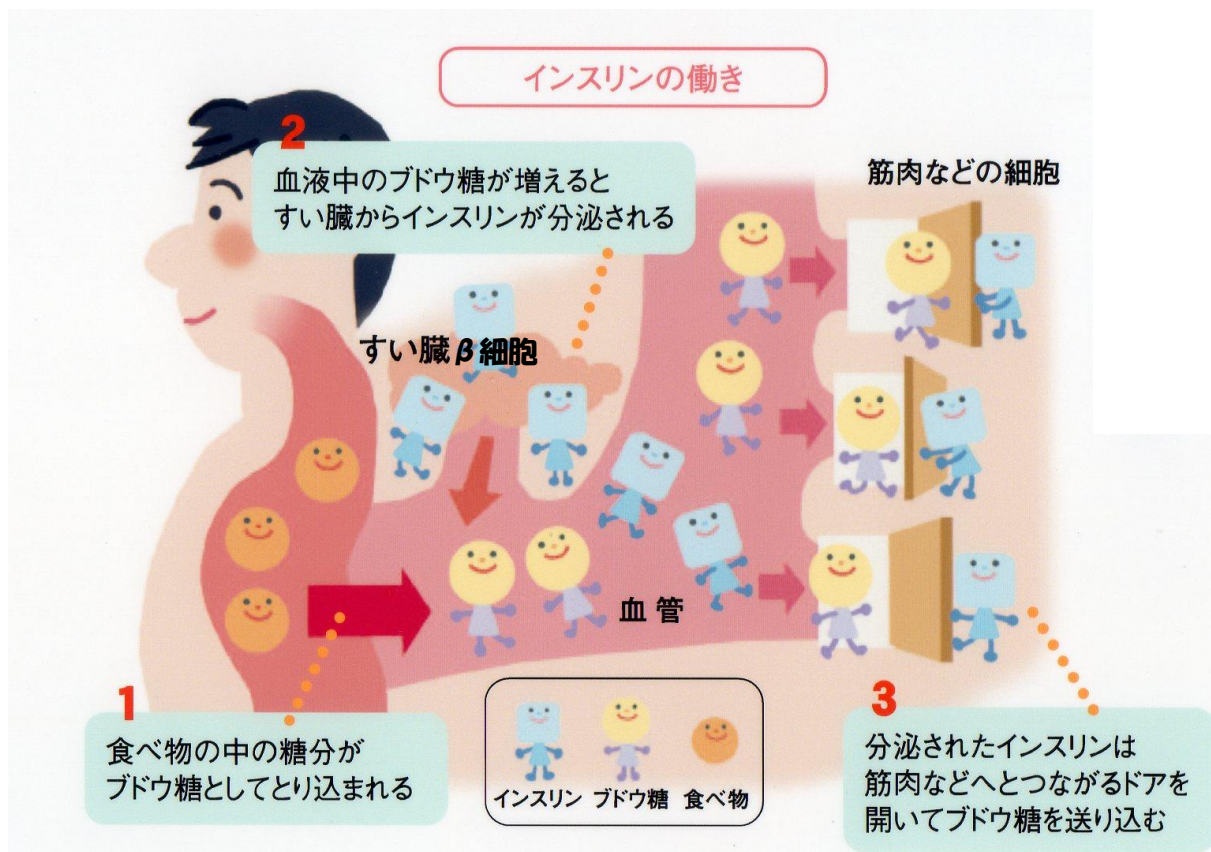 インスリンの働き
2
血液中のブドウ糖が増えると
すい臓からインスリンが分泌される
筋肉などの細胞
すい臓β細胞
血管
1
食べ物の中の糖分が
ブドウ糖としてとり込まれる
インスリン ブドウ糖 食べ物
3
分泌されたインスリンは
筋肉などへとつながるドアを
開いてブドウ糖を送り込む